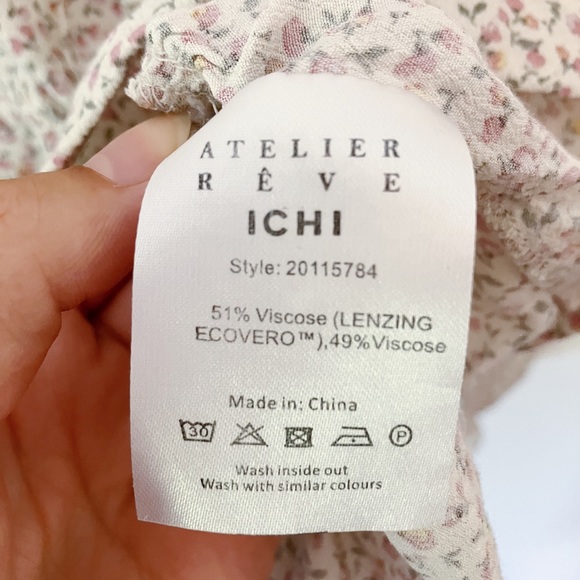 ATELIER
RÊVE
ICHI
Style: 20115784
51% Viscose (LENZING
ECOVERO™),49%Viscose
Made in: China
30
P
Wash inside out
Wash with similar colours